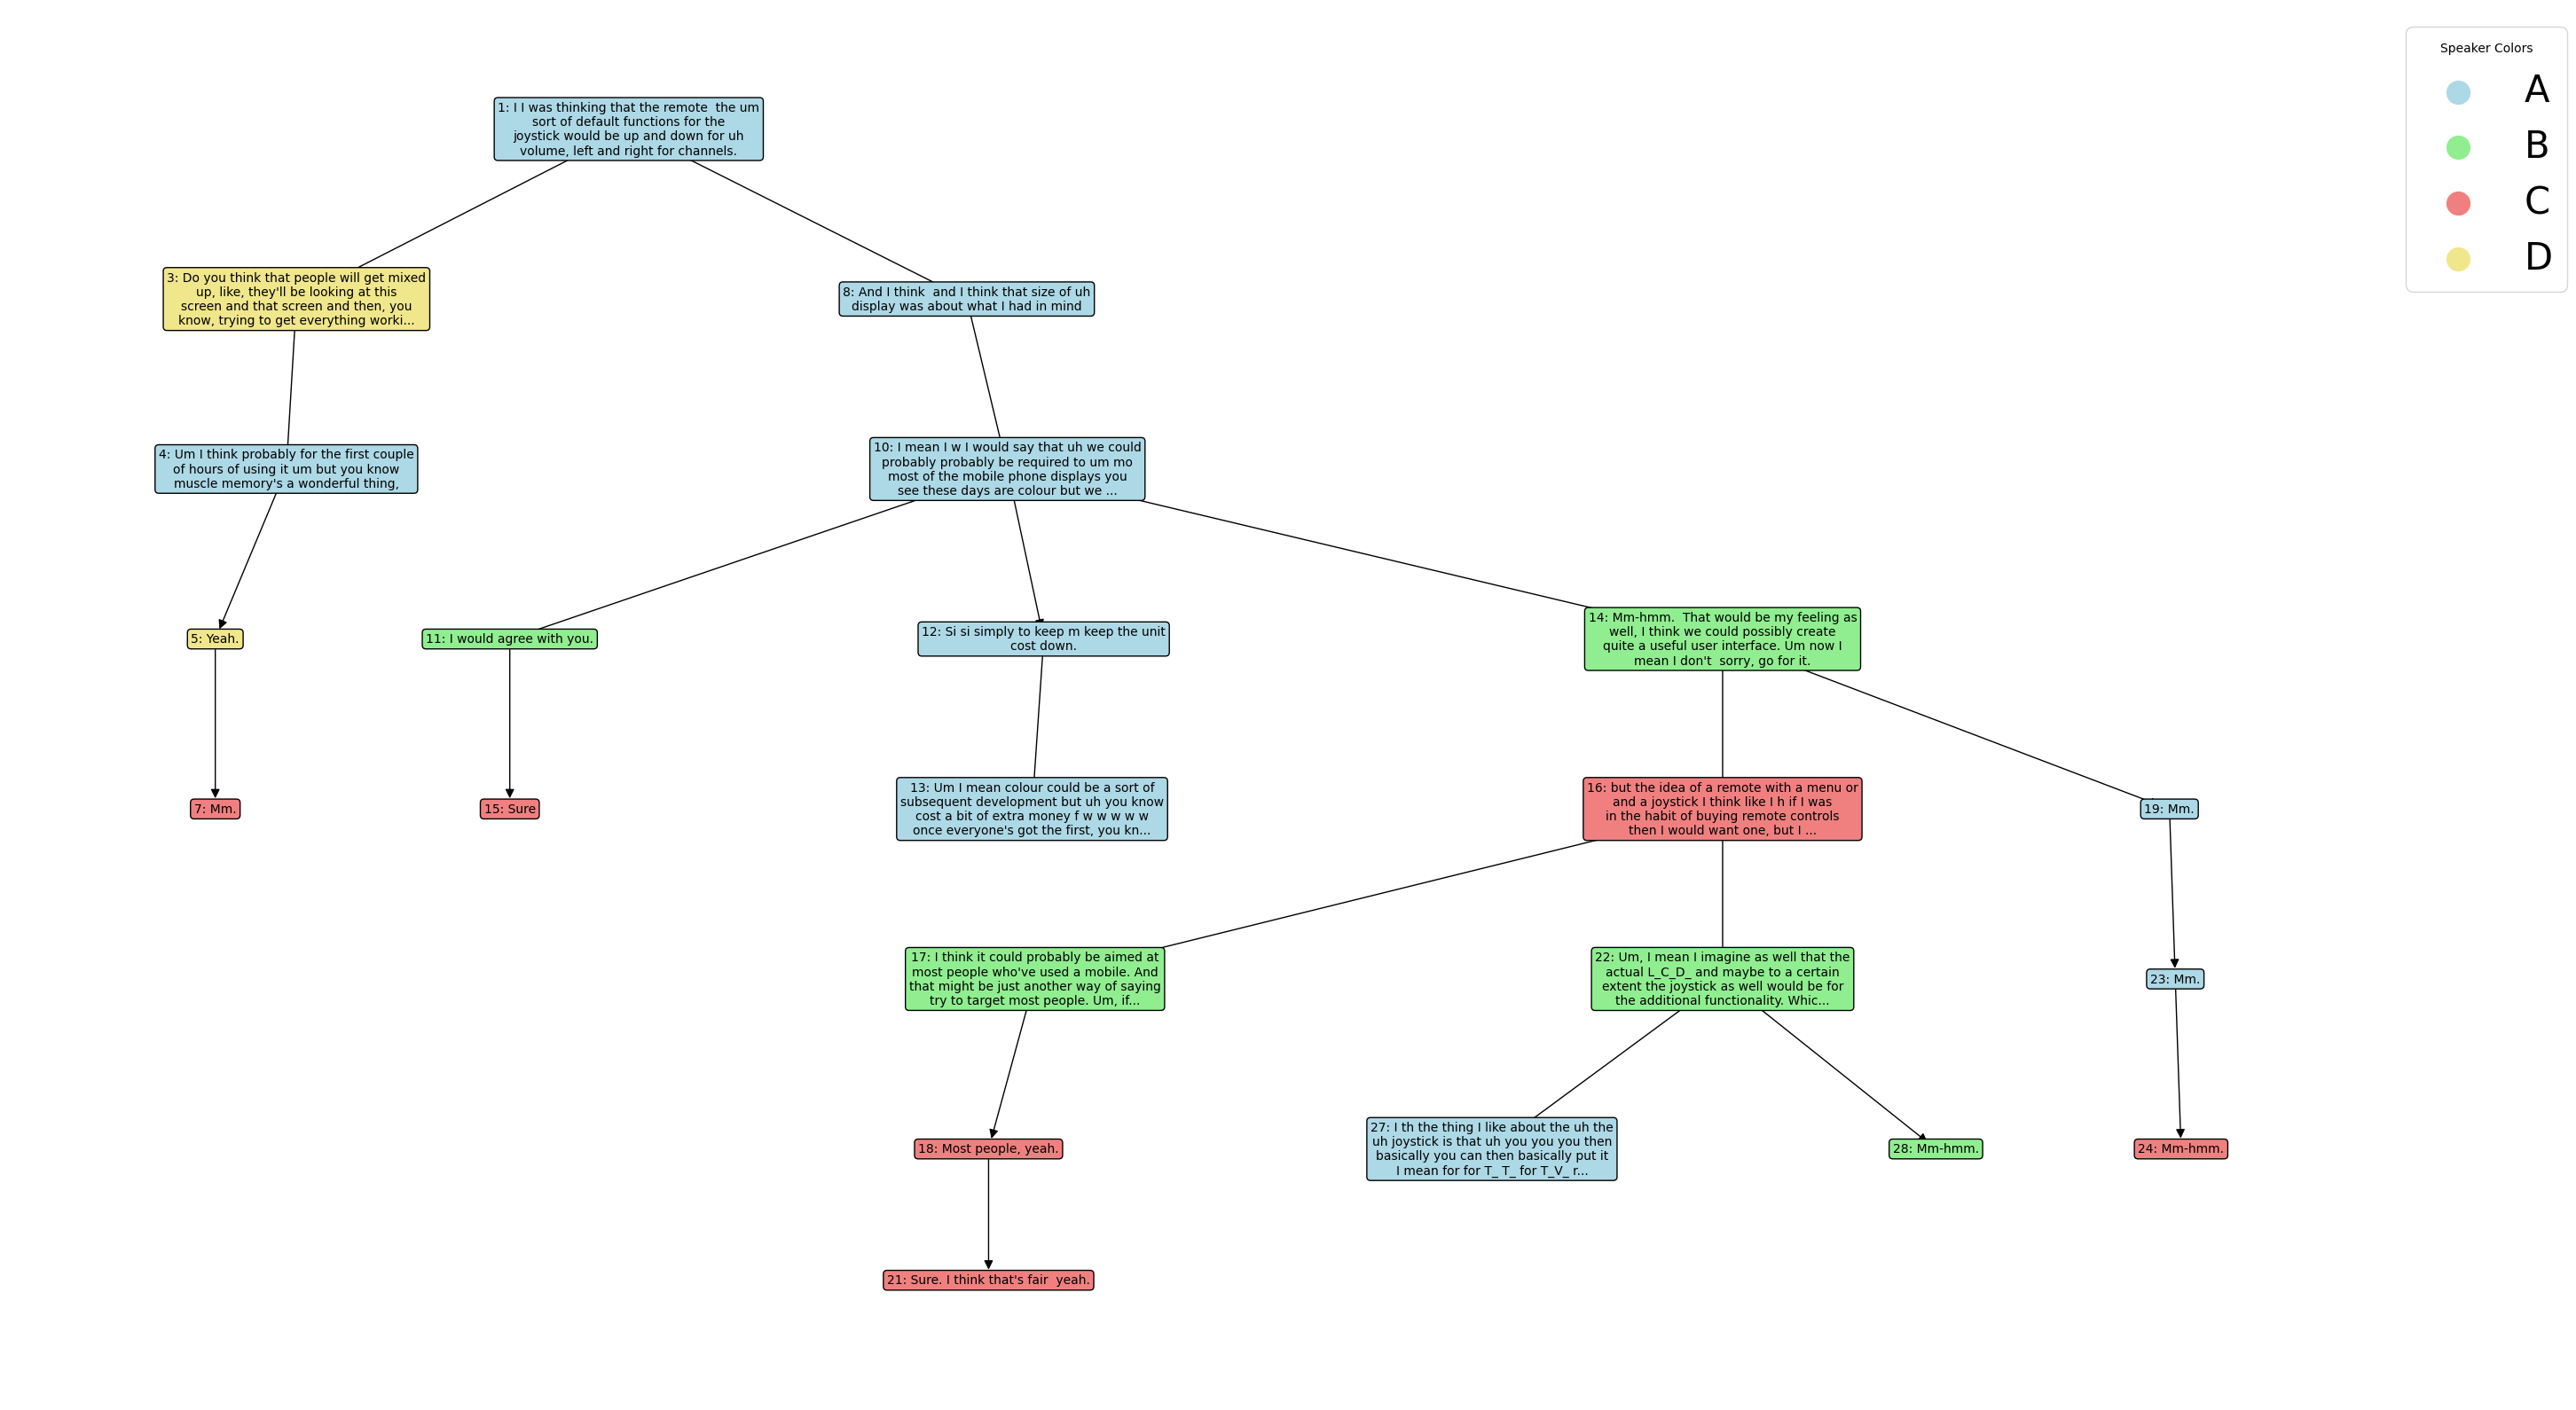 Speaker Colors
A
B
C
D
1: I I was thinking that the remote  the um
sort of default functions for the
joystick would be up and down for uh
volume, left and right for channels.
3: Do you think that people will get mixed
up, like, they'll be looking at this
screen and that screen and then, you
know, trying to get everything worki...
8: And I think  and I think that size of uh
display was about what I had in mind
4: Um I think probably for the first couple
of hours of using it um but you know
muscle memory's a wonderful thing,
10: I mean I w I would say that uh we could
probably probably be required to um mo
most of the mobile phone displays you
see these days are colour but we ...
5: Yeah.
11: I would agree with you.
12: Si si simply to keep m keep the unit
cost down.
14: Mm-hmm.  That would be my feeling as
well, I think we could possibly create
quite a useful user interface. Um now I
mean I don't  sorry, go for it.
7: Mm.
15: Sure
13: Um I mean colour could be a sort of
subsequent development but uh you know
cost a bit of extra money f w w w w w
once everyone's got the first, you kn...
16: but the idea of a remote with a menu or
and a joystick I think like I h if I was
in the habit of buying remote controls
then I would want one, but I ...
19: Mm.
17: I think it could probably be aimed at
most people who've used a mobile. And
that might be just another way of saying
try to target most people. Um, if...
22: Um, I mean I imagine as well that the
actual L_C_D_ and maybe to a certain
extent the joystick as well would be for
the additional functionality. Whic...
23: Mm.
18: Most people, yeah.
27: I th the thing I like about the uh the
uh joystick is that uh you you you then
basically you can then basically put it
I mean for for T_ T_ for T_V_ r...
28: Mm-hmm.
24: Mm-hmm.
21: Sure. I think that's fair  yeah.